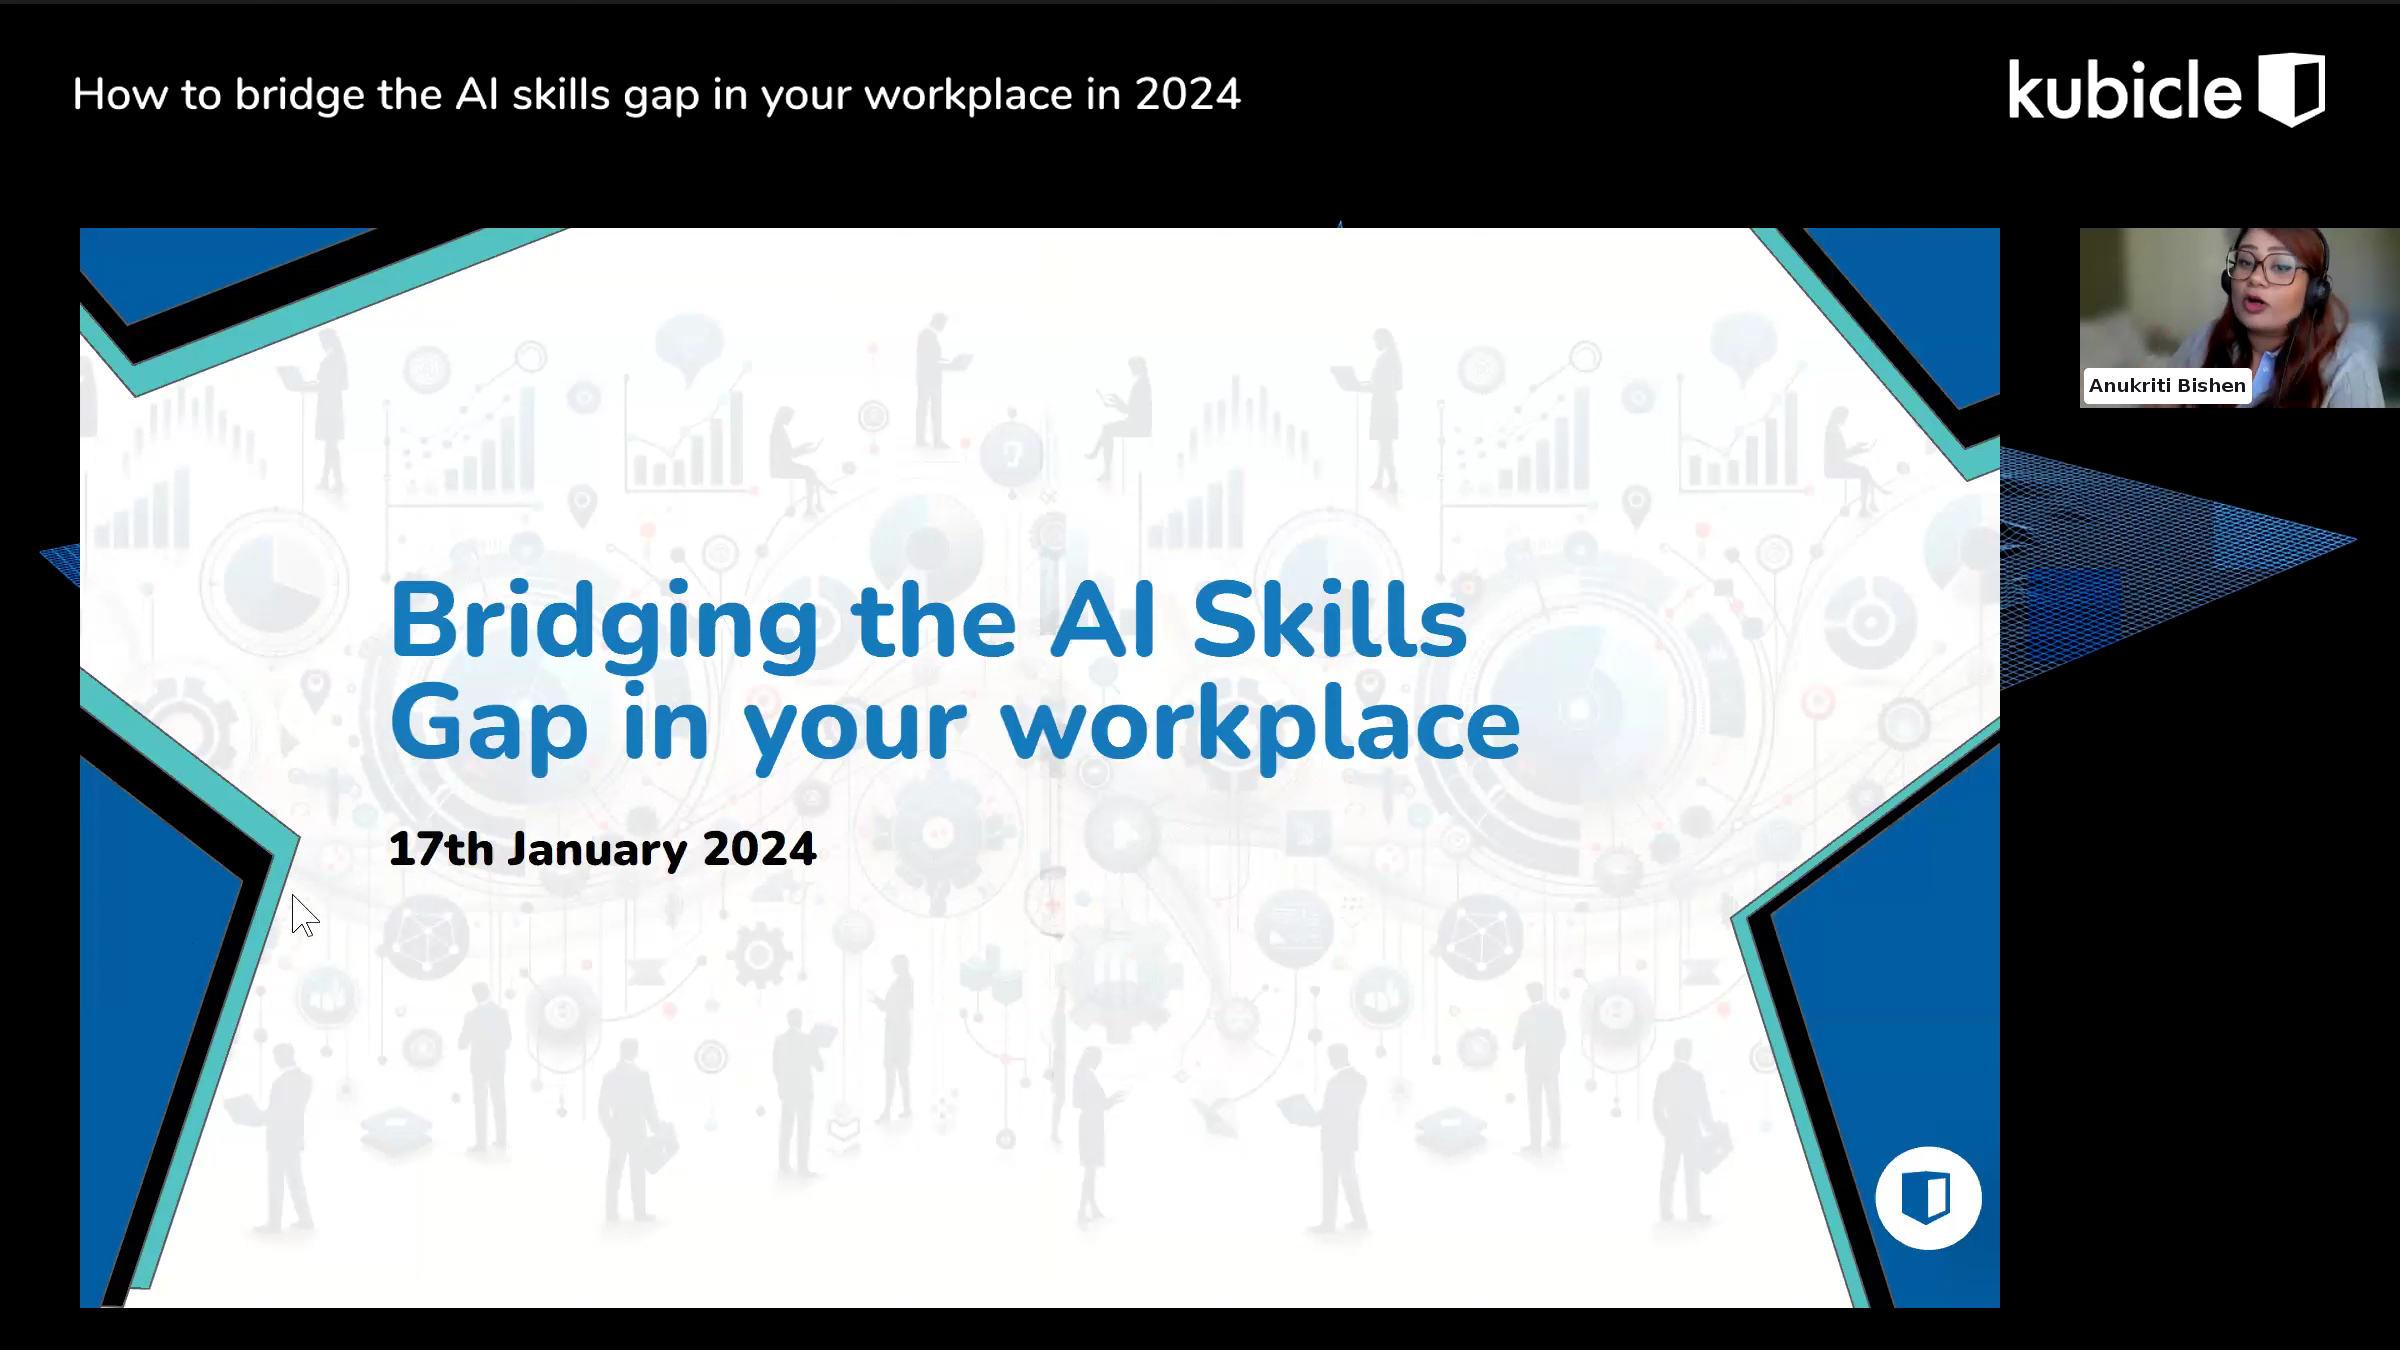 How to bridge the AI skills gap in your workplace in 2024
kubicle
Anukriti Bishen
Bridging the AI Skills
Gap in your workplace
17th January 2024